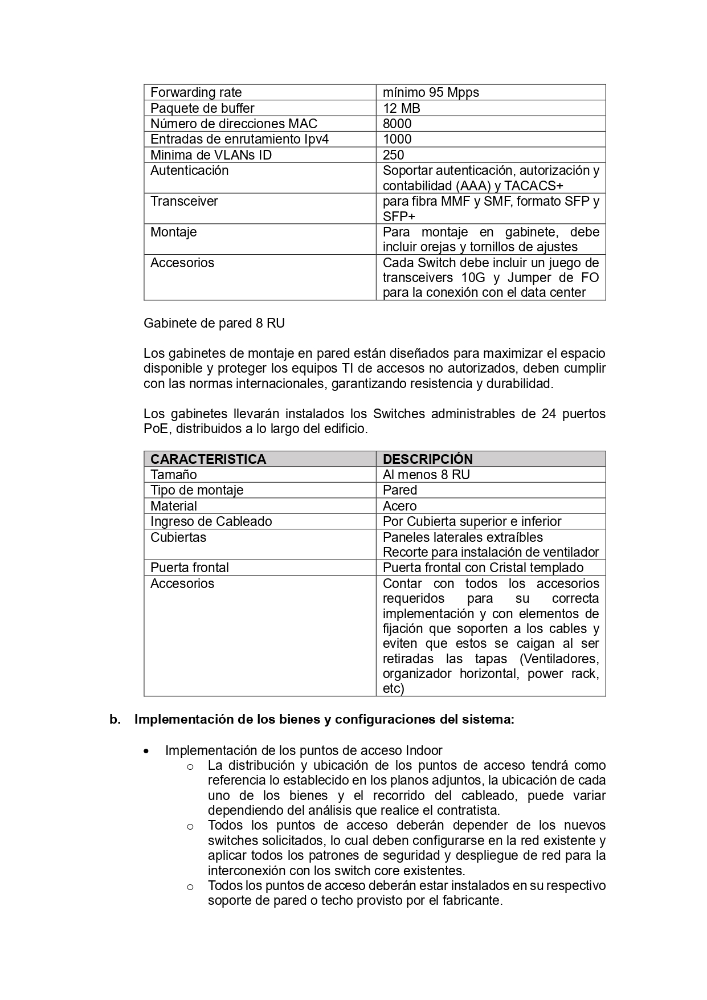 Forwarding rate mínimo 95 Mpps
Paquete de buffer 12 MB
Número de direcciones MAC 8000
Entradas de enrutamiento Ipv4 1000
Minima de VLANs ID 250
Autenticación Soportar autenticación, autorización y
contabilidad (AAA) y TACACS+
Transceiver para fibra MMF y SMF, formato SFP y
SFP+
Montaje Para montaje en gabinete, debe
incluir orejas y tornillos de ajustes
Accesorios Cada Switch debe incluir un juego de
transceivers 10G y Jumper de FO
para la conexión con el data center
Gabinete de pared 8 RU
Los gabinetes de montaje en pared están diseñados para maximizar el espacio
disponible y proteger los equipos TI de accesos no autorizados, deben cumplir
con las normas internacionales, garantizando resistencia y durabilidad.
Los gabinetes llevarán instalados los Switches administrables de 24 puertos
PoE, distribuidos a lo largo del edificio.
CARACTERISTICA DESCRIPCIÓN
Tamaño Al menos 8 RU
Tipo de montaje Pared
Material Acero
Ingreso de Cableado Por Cubierta superior e inferior
Cubiertas Paneles laterales extraíbles
Recorte para instalación de ventilador
Puerta frontal Puerta frontal con Cristal templado
Accesorios Contar con todos los accesorios
requeridos para su correcta
implementación y con elementos de
fijación que soporten a los cables y
eviten que estos se caigan al ser
retiradas las tapas (Ventiladores,
organizador horizontal, power rack,
etc)
b. Implementación de los bienes y configuraciones del sistema:
• Implementación de los puntos de acceso Indoor
o La distribución y ubicación de los puntos de acceso tendrá como
referencia lo establecido en los planos adjuntos, la ubicación de cada
uno de los bienes y el recorrido del cableado, puede variar
dependiendo del análisis que realice el contratista.
o Todos los puntos de acceso deberán depender de los nuevos
switches solicitados, lo cual deben configurarse en la red existente y
aplicar todos los patrones de seguridad y despliegue de red para la
interconexión con los switch core existentes.
o Todos los puntos de acceso deberán estar instalados en su respectivo
soporte de pared o techo provisto por el fabricante.